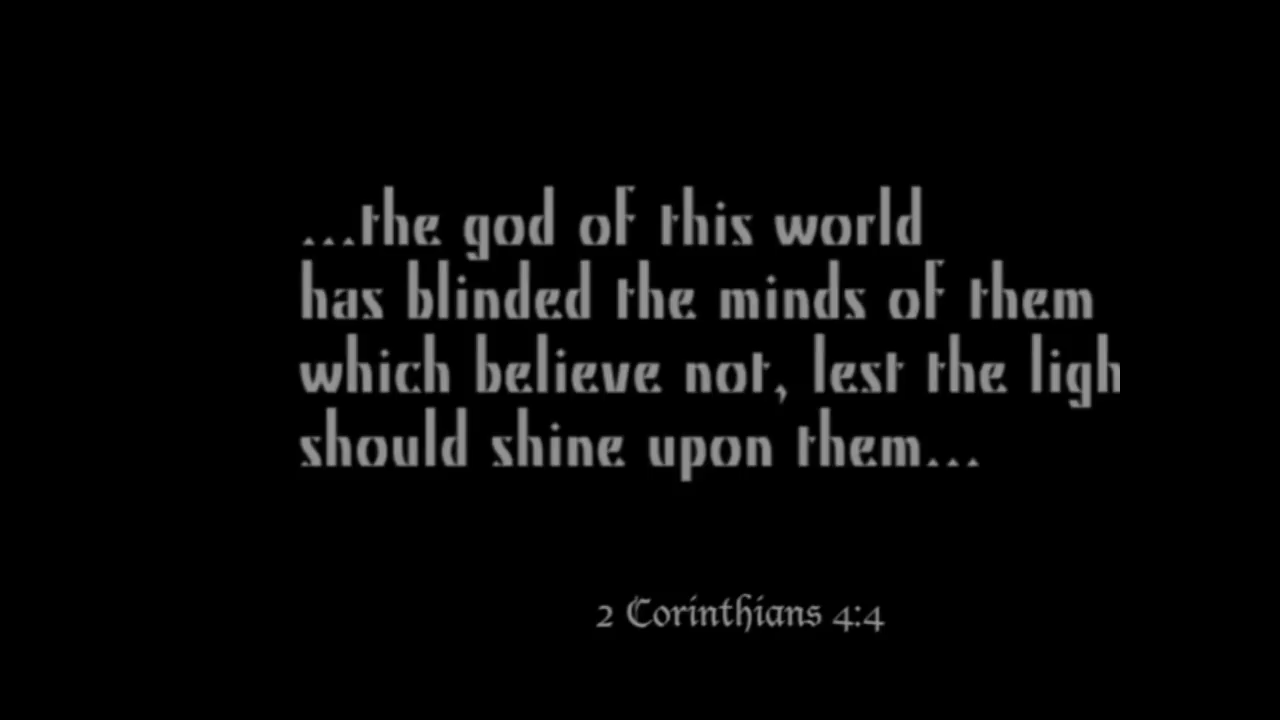 ...the god of this world
has blinded the minds of them
which believe not, lest the ligh
should shine upon them...
2 Corinthians 4:4